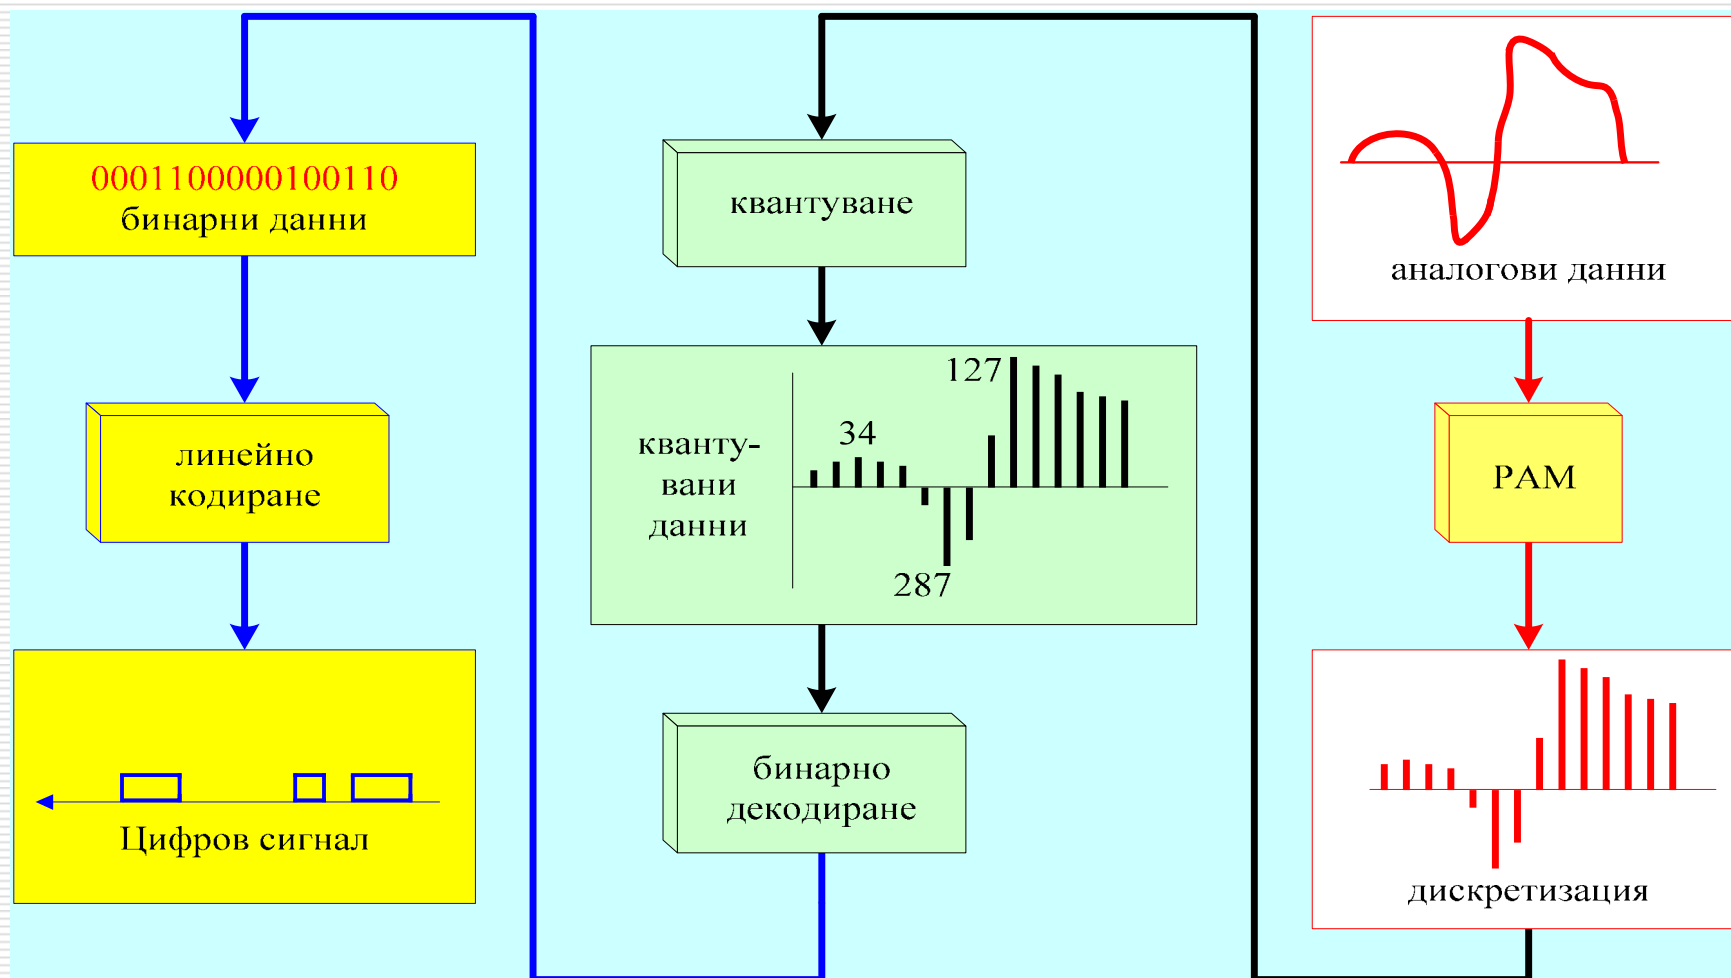 0001100000100110
бинарни данни
линейно
кодиране
Цифров сигнал
квантуване
127
34
кванту-
вани
данни
287
бинарно
декодиране
аналогови данни
PAM
дискретизация